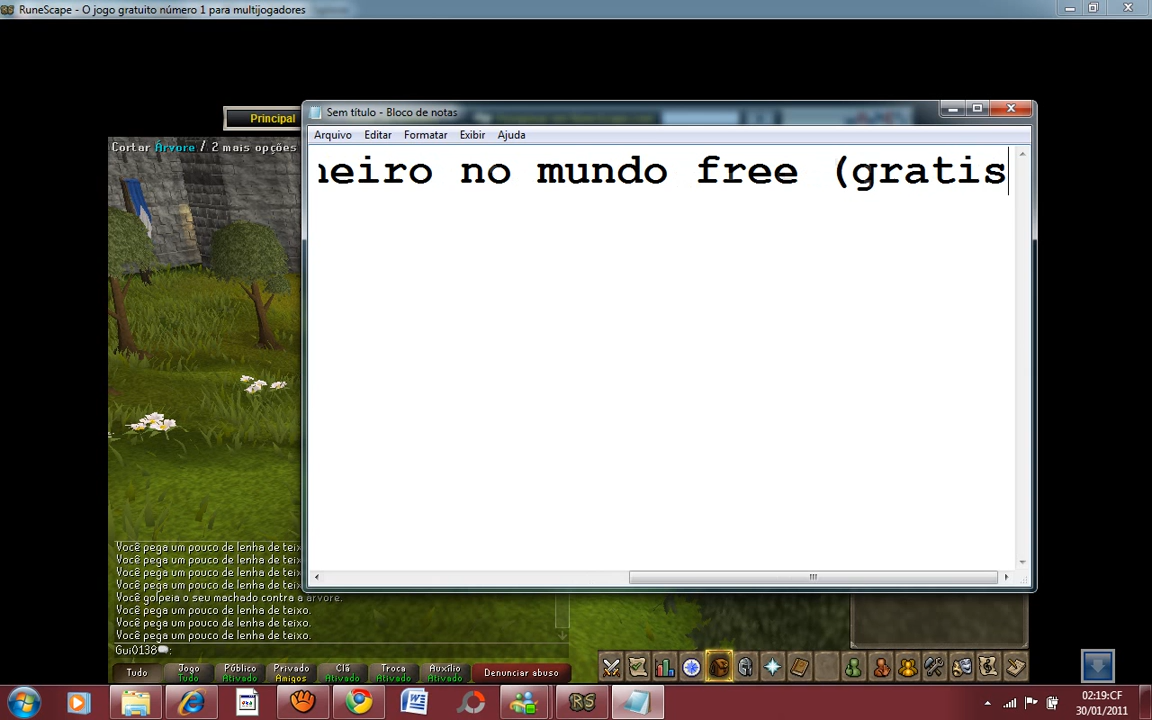 RuneScape - O jogo gratuito número 1 para multijogadores
Principal
Sem título - Bloco de notas
Arquivo Editar Formatar Exibir Ajuda
Cortar Árvore / 2 mais opções
heiro no mundo free (gratis
Você pega um pouco de lenha de teix
Você pega um pouco de lenha de teix
Você pega um pouco de lenha de teix
Você pega um pouco de lenha de teix
Você golpeia o seu machado contra a árvore.
Você pega um pouco de lenha de teixo.
Você pega um pouco de lenha de teixo.
Você pega um pouco de lenha de teixo.
Gui0138:
Tudo
Jogo Tudo
Público Ativado
Privado Amigos
Clã Ativado
Troca Ativado
Auxílio Ativado
Denunciar abuso
RS
02:19:CF
30/01/2011